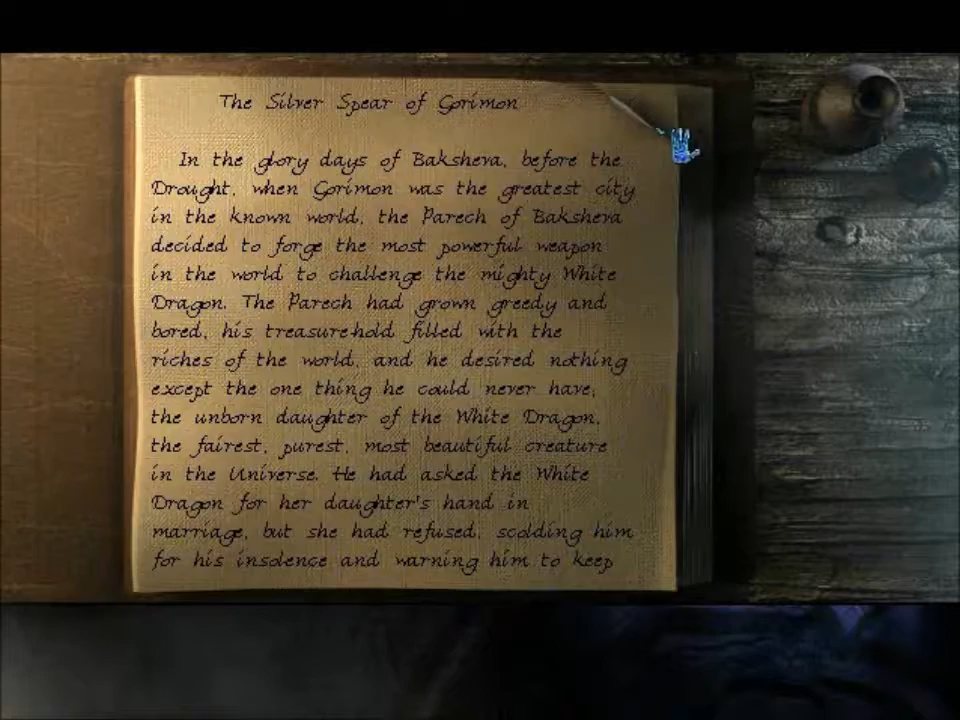 The Silver Spear of Gorimon
In the glory days of Baksheva, before the
Drought, when Gorimon was the greatest city
in the known world, the Parech of Baksheva
decided to forge the most powerful weapon
in the world to challenge the mighty White
Dragon. The Parech had grown greedy and
bored, his treasure-hold filled with the
riches of the world, and he desired nothing
except the one thing he could never have;
the unborn daughter of the White Dragon,
the fairest, purest, most beautiful creature
in the Universe. He had asked the White
Dragon for her daughter's hand in
marriage, but she had refused, scolding him
for his insolence and warning him to keep